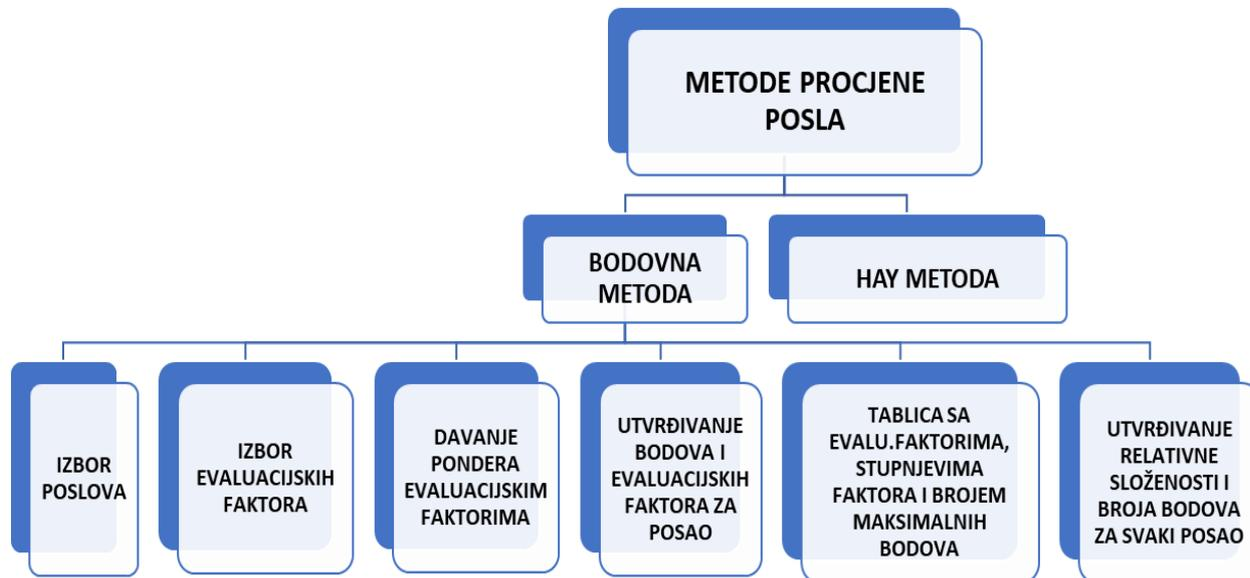 METODE PROCJENE
POSLA
BODOVNA
METODA
HAY METODA
IZBOR
POSLOVA
IZBOR
EVALUACIJSKIH
FAKTORA
DAVANJE
PONDERA
EVALUACIJSKIM
FAKTORIMA
UTVRĐIVANJE
BODOVA I
EVALUACIJSKIH
FAKTORA ZA
POSAO
TABLICA SA
EVALU.FAKTORIMA,
STUPNJEVIMA
FAKTORA I BROJEM
MAKSIMALNIH
BODOVA
UTVRĐIVANJE
RELATIVNE
SLOŽENOSTI I
BROJA BODOVA
ZA SVAKI POSAO